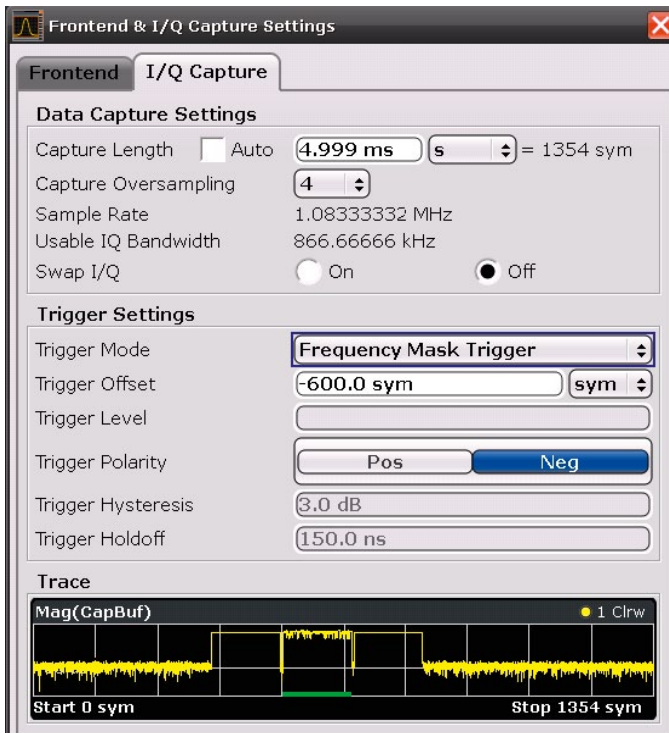 Frontend & I/Q Capture Settings
Frontend I/Q Capture
Data Capture Settings
Capture Length Auto 4.999 ms s = 1354 sym
Capture Oversampling 4
Sample Rate 1.08333332 MHz
Usable IQ Bandwidth 866.66666 kHz
Swap I/Q On Off
Trigger Settings
Trigger Mode Frequency Mask Trigger
Trigger Offset -600.0 sym sym
Trigger Level
Trigger Polarity Pos Neg
Trigger Hysteresis 3.0 dB
Trigger Holdoff 150.0 ns
Trace
Mag(CapBuf) 1 Clrw
Start 0 sym Stop 1354 sym